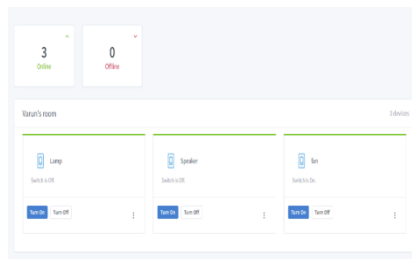 3
Online
0
Offline
Varun's room
3 devices
Lamp
Switch is Off.
Turn On Turn Off
Speaker
Switch is Off.
Turn On Turn Off
fan
Switch is On.
Turn On Turn Off